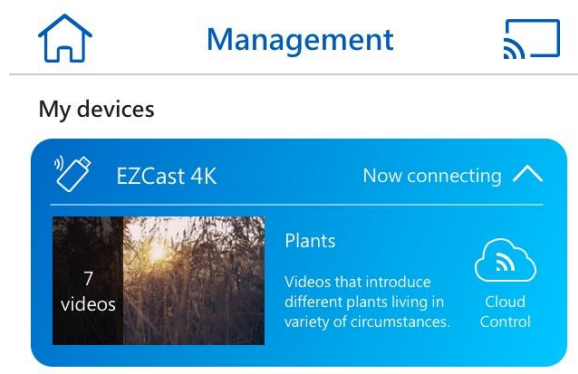 Management
My devices
EZCast 4K
Now connecting
7
videos
Plants
Videos that introduce
different plants living in
variety of circumstances.
Cloud
Control